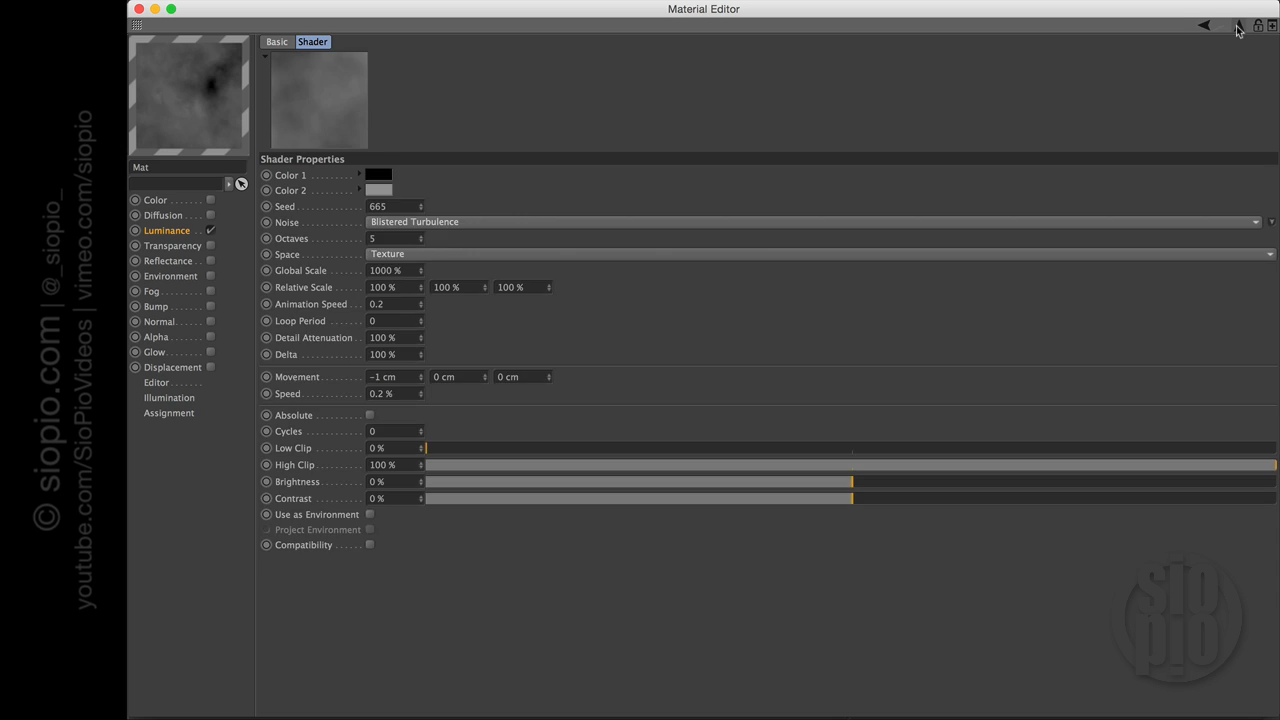 Material Editor
Basic
Shader
Mat
Color
Diffusion
Luminance
Transparency
Reflectance
Environment
Fog
Bump
Normal
Alpha
Glow
Displacement
Editor
Illumination
Assignment
Shader Properties
Color 1
Color 2
Seed 665
Noise Blistered Turbulence
Octaves 5
Space Texture
Global Scale 1000 %
Relative Scale 100 % 100 % 100 %
Animation Speed 0.2
Loop Period 0
Detail Attenuation 100 %
Delta 100 %
Movement -1 cm 0 cm 0 cm
Speed 0.2 %
Absolute
Cycles 0
Low Clip 0 %
High Clip 100 %
Brightness 0 %
Contrast 0 %
Use as Environment
Project Environment
Compatibility
© siopio.com | @_siopio_
youtube.com/SioPioVideos | vimeo.com/siopio
sio
pio